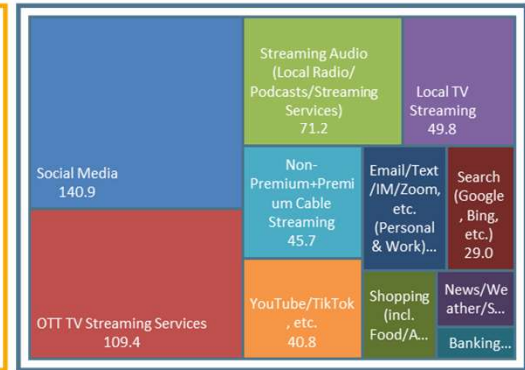 Social Media
140.9
OTT TV Streaming Services
109.4
Streaming Audio
(Local Radio/
Podcasts/Streaming
Services)
71.2
Local TV
Streaming
49.8
Non-
Premium+Premi
um Cable
Streaming
45.7
YouTube/TikTok
, etc.
40.8
Email/Text
/IM/Zoom,
etc.
(Personal
& Work)...
Search
(Google
, Bing,
etc.)
29.0
Shopping
(incl.
Food/A...
News/We
ather/S...
Banking...